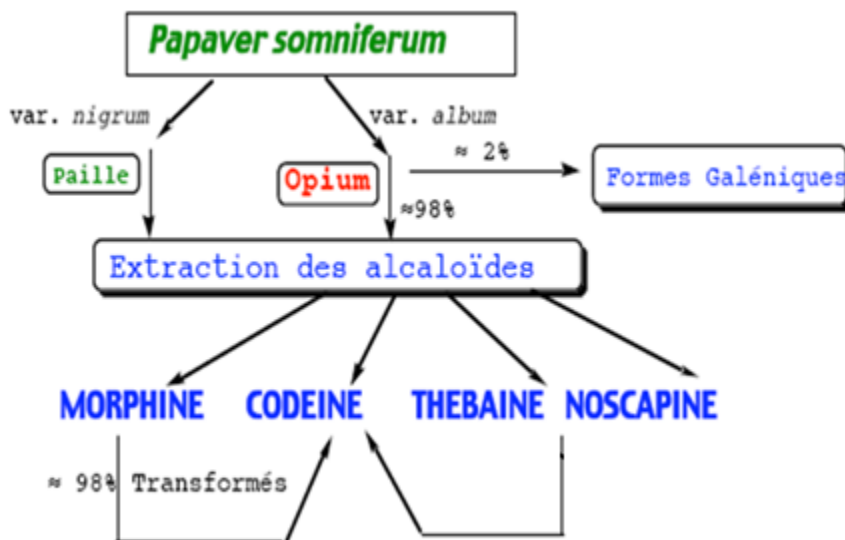 Papaver somniferum
var. nigrum
var. album
≈ 2%
Paille
Opium
Formes Galéniques
≈98%
Extraction des alcaloïdes
MORPHINE CODEINE THEBAINE NOSCAPINE
≈ 98% Transformés